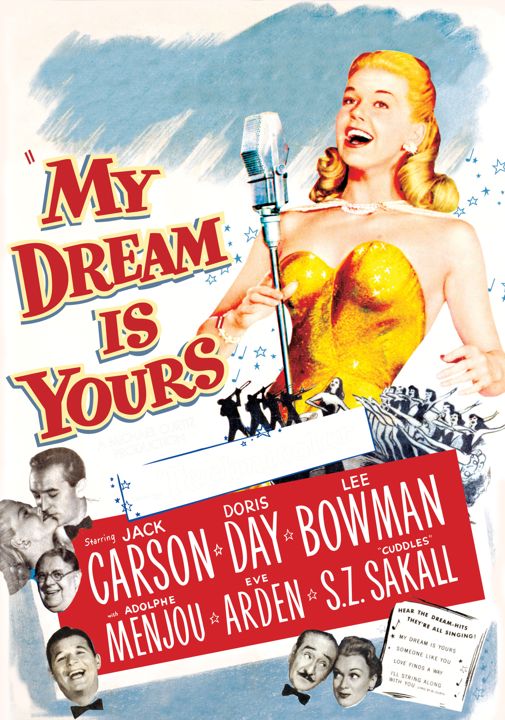 "MY
DREAM
IS
YOURS
Starring JACK CARSON ☆ DORIS DAY ☆ LEE BOWMAN
with ADOLPHE MENJOU ☆ EVE ARDEN ☆ "CUDDLES" S.Z. SAKALL
HEAR THE DREAM-HITS
THEY'RE ALL SINGING!
MY DREAM IS YOURS
SOMEONE LIKE YOU
LOVE FINDS A WAY
I'LL STRING ALONG
WITH YOU